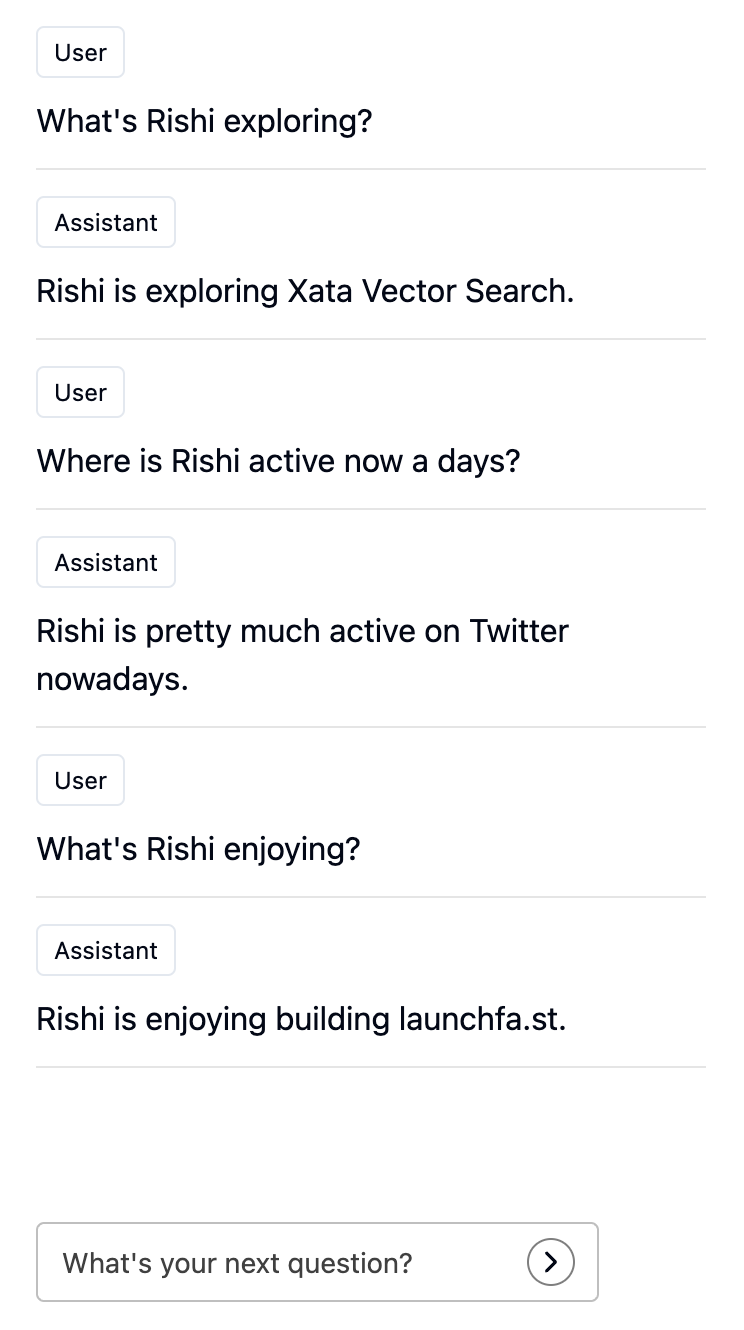 User
What's Rishi exploring?
Assistant
Rishi is exploring Xata Vector Search.
User
Where is Rishi active now a days?
Assistant
Rishi is pretty much active on Twitter
nowadays.
User
What's Rishi enjoying?
Assistant
Rishi is enjoying building launchfa.st.
What's your next question?